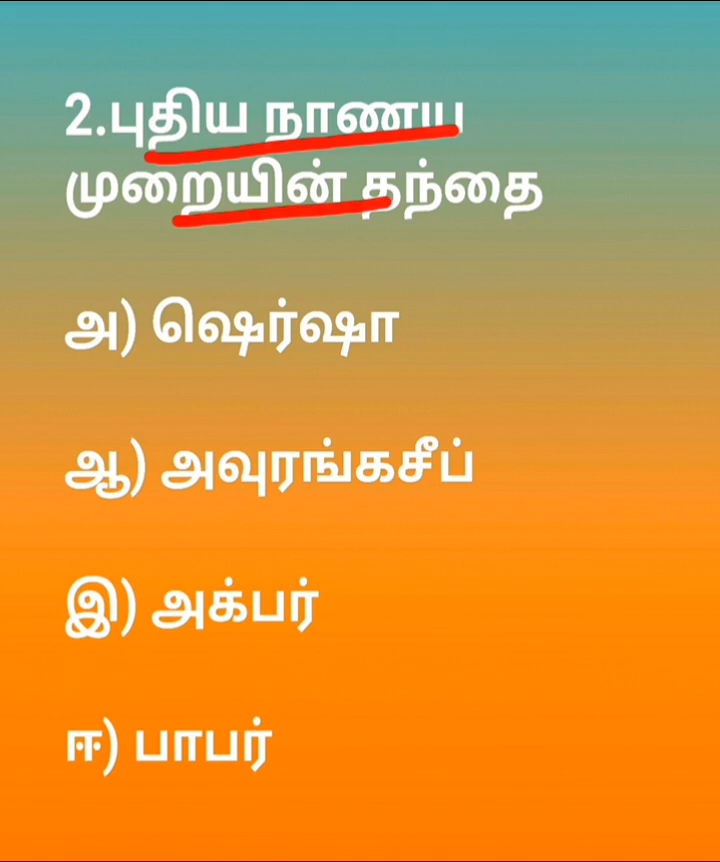 2.புதிய நாணய
முறையின் தந்தை
அ) ஷெர்ஷா
ஆ) அவுரங்கசீப்
இ) அக்பர்
ஈ) பாபர்